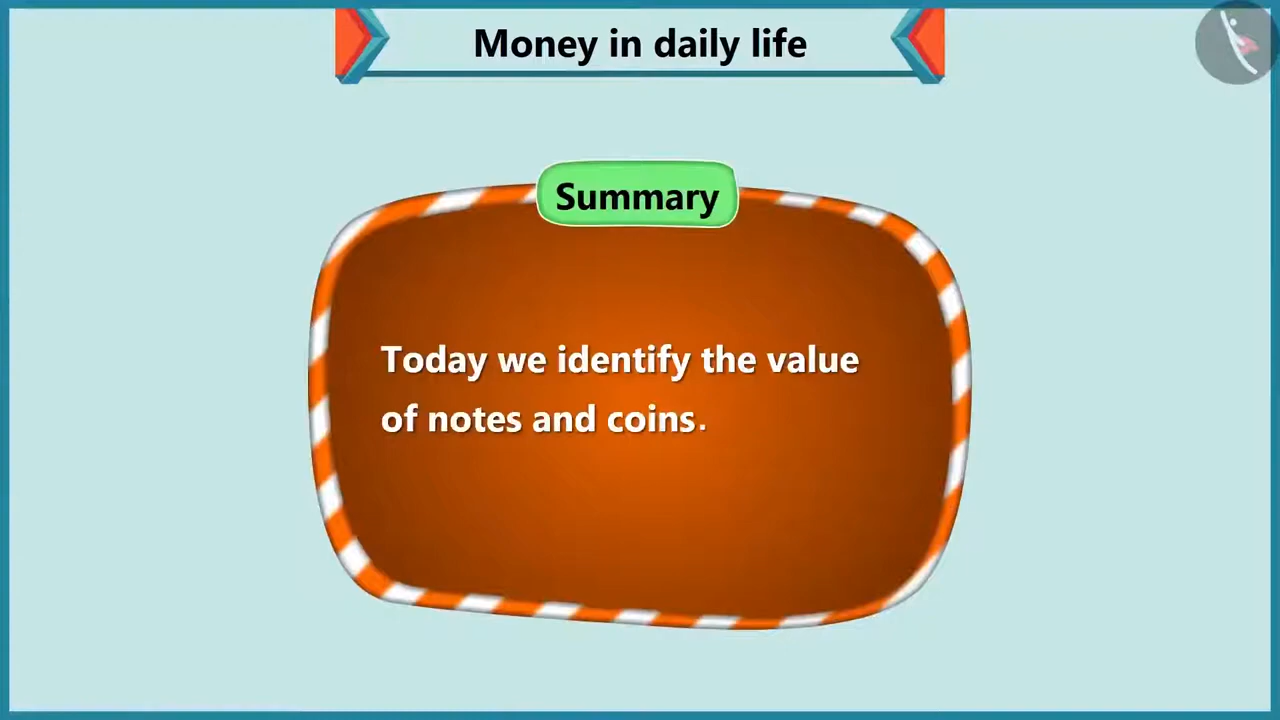 Money in daily life
Summary
Today we identify the value
of notes and coins.